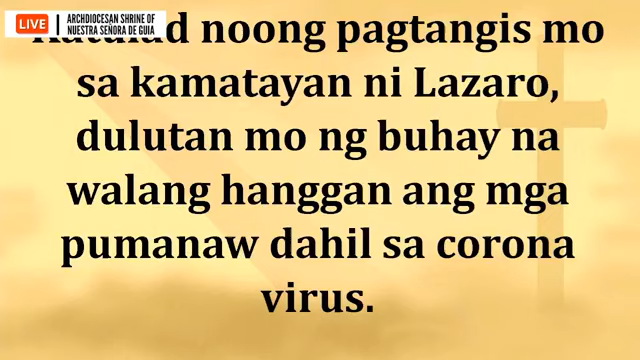 LIVE
ARCHDIOCESAN SHRINE OF
NUESTRA SEÑORA DE GUIA
noong pagtangis mo
sa kamatayan ni Lazaro,
dulutan mo ng buhay na
walang hanggan ang mga
pumanaw dahil sa corona
virus.